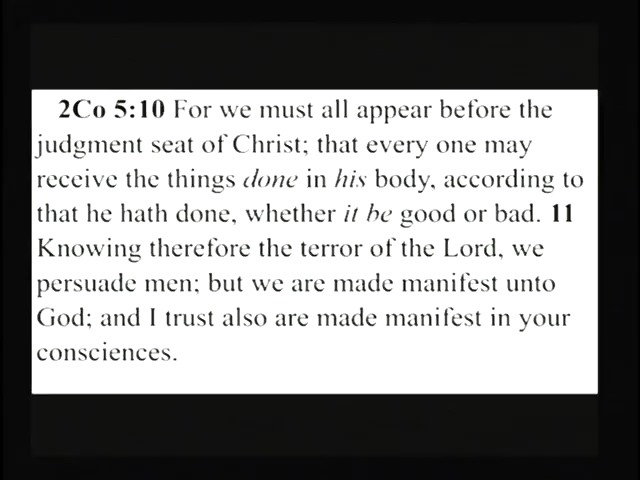 2Co 5:10 For we must all appear before the
judgment seat of Christ; that every one may
receive the things done in his body, according to
that he hath done, whether it be good or bad. 11
Knowing therefore the terror of the Lord, we
persuade men; but we are made manifest unto
God; and I trust also are made manifest in your
consciences.